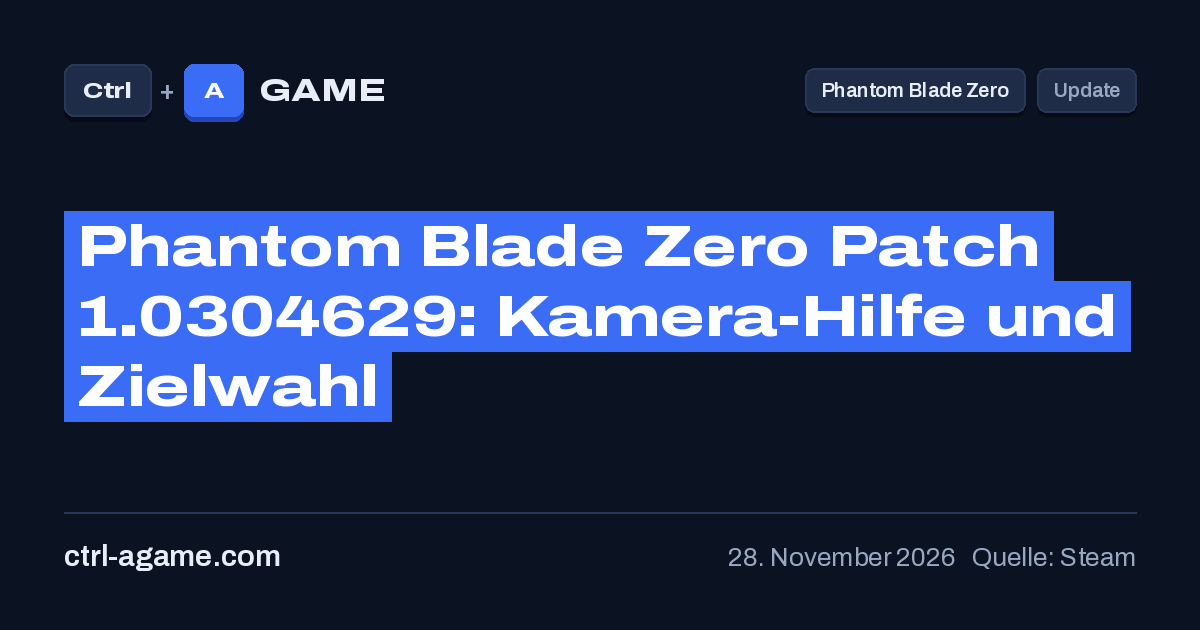 Ctrl + A GAME
Phantom Blade Zero Update
Phantom Blade Zero Patch
1.0304629: Kamera-Hilfe und
Zielwahl
ctrl-agame.com
28. November 2026 Quelle: Steam